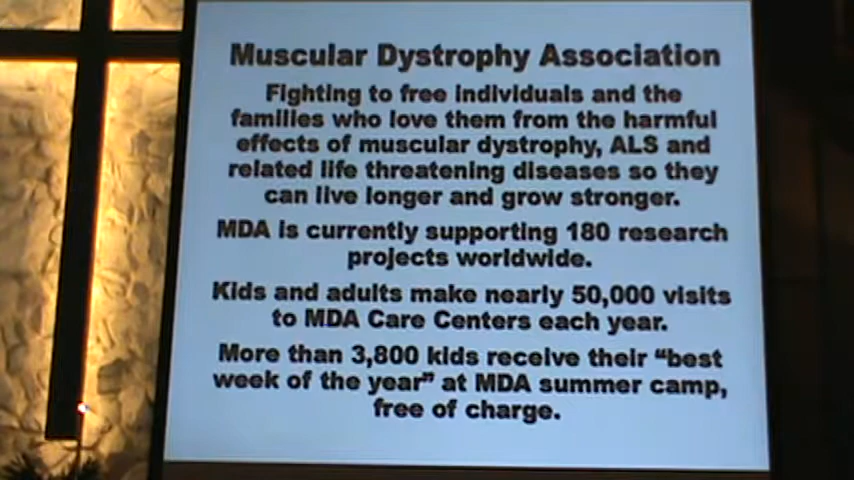 Muscular Dystrophy Association
Fighting to free individuals and the
families who love them from the harmful
effects of muscular dystrophy, ALS and
related life threatening diseases so they
can live longer and grow stronger.
MDA is currently supporting 180 research
projects worldwide.
Kids and adults make nearly 50,000 visits
to MDA Care Centers each year.
More than 3,800 kids receive their “best
week of the year” at MDA summer camp,
free of charge.